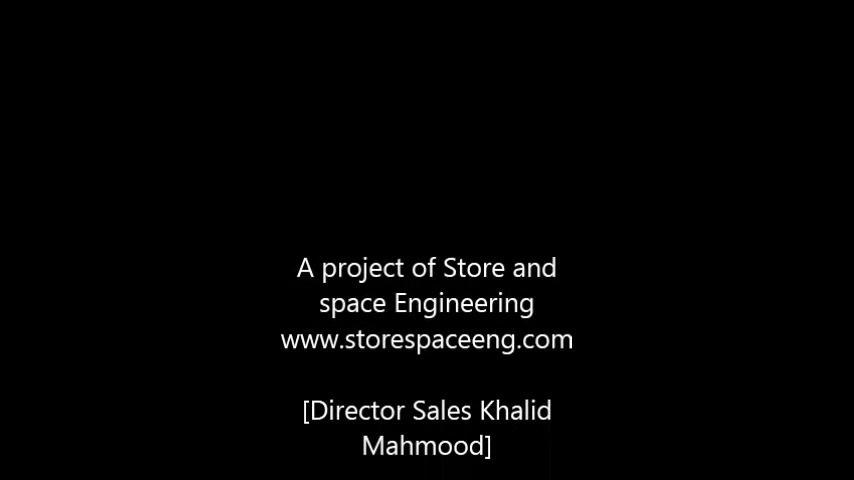 A project of Store and
space Engineering
www.storespaceeng.com
[Director Sales Khalid
Mahmood]